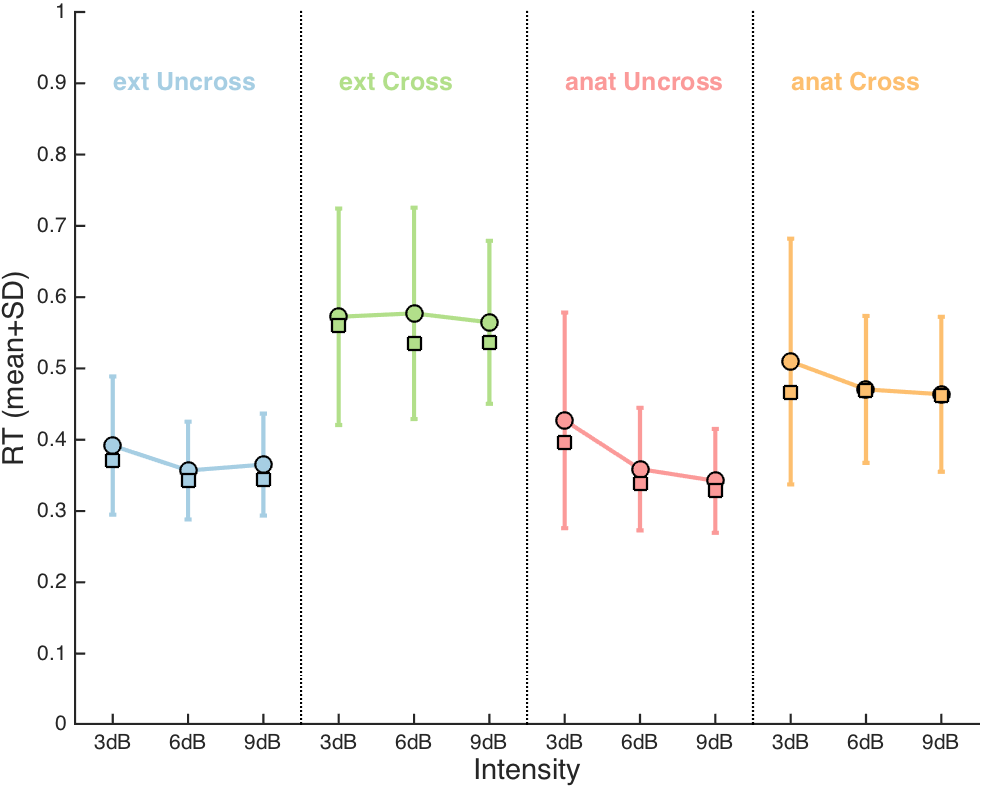 1
0.9
0.8
0.7
0.6
0.5
0.4
0.3
0.2
0.1
0
RT (mean+SD)
ext Uncross
ext Cross
anat Uncross
anat Cross
3dB 6dB 9dB 3dB 6dB 9dB 3dB 6dB 9dB 3dB 6dB 9dB
Intensity